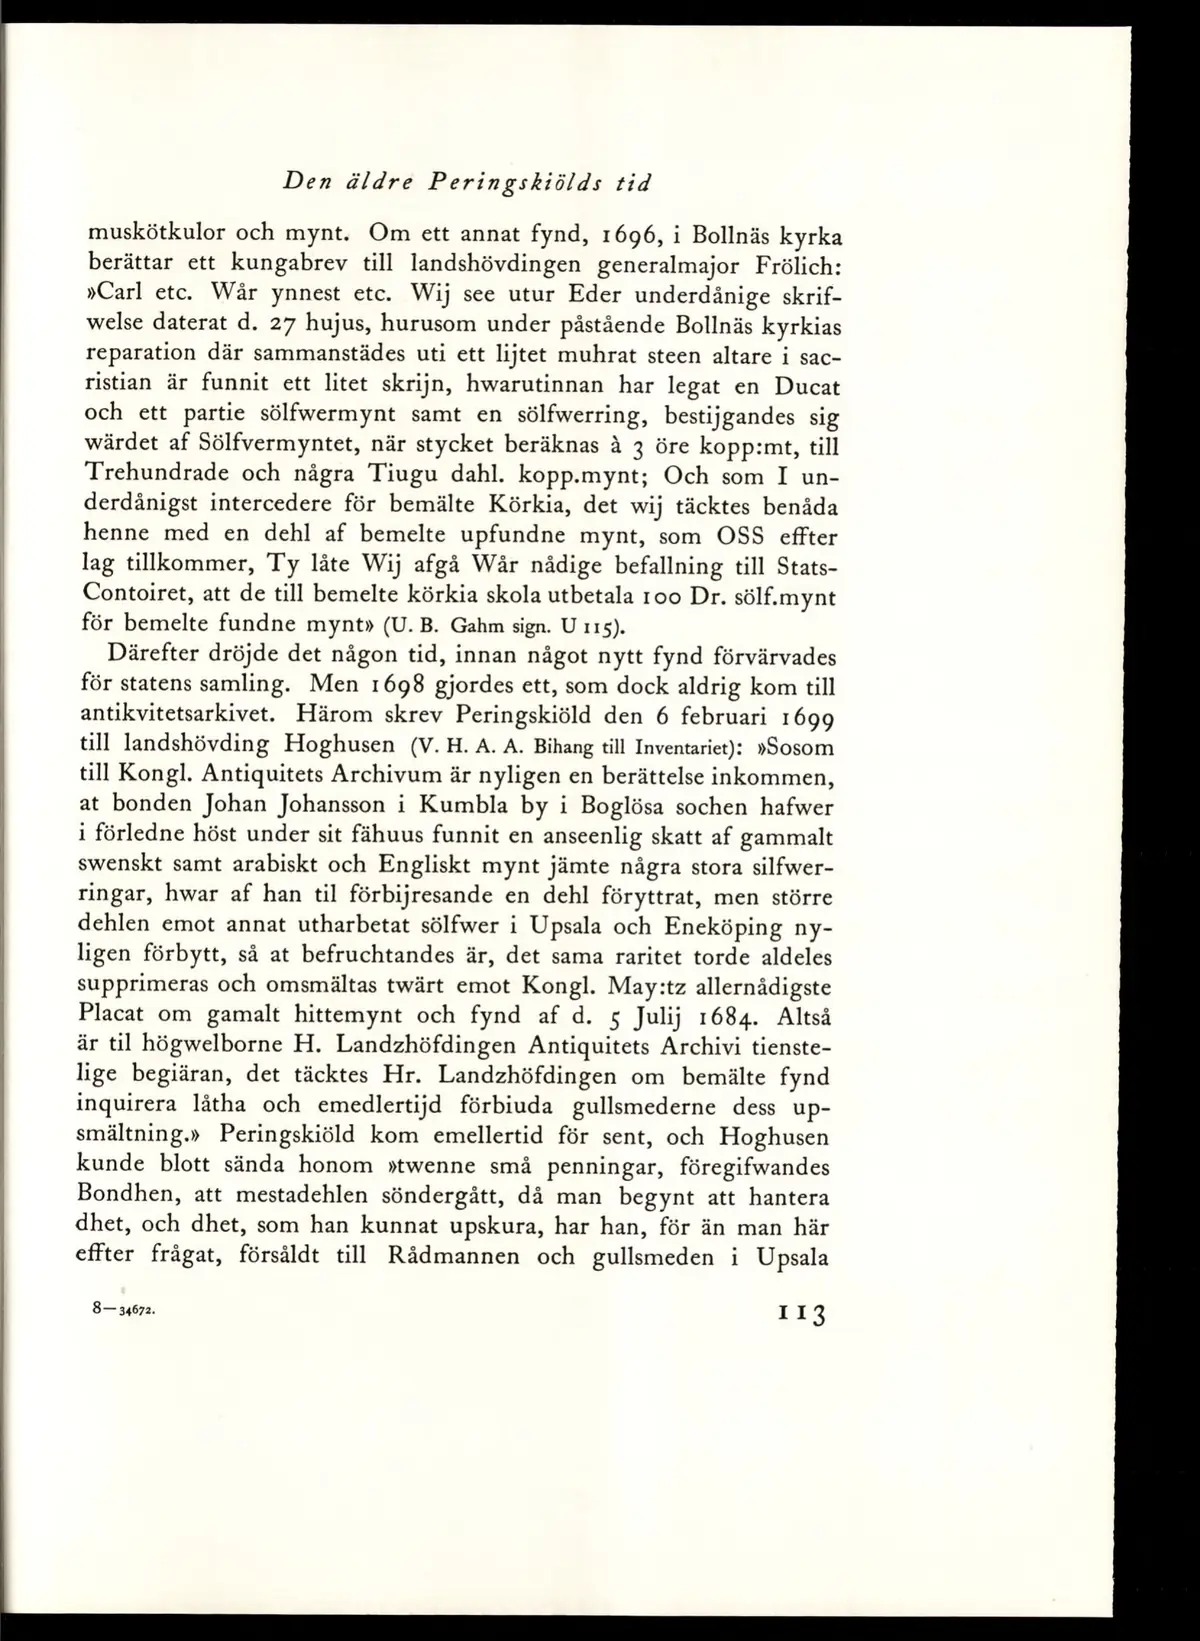 Den äldre Peringskiölds tid
muskötkulor och mynt. Om ett annat fynd, 1696, i Bollnäs kyrka
berättar ett kungabrev till landshövdingen generalmajor Frölich:
»Carl etc. Wår ynnest etc. Wij see utur Eder underdånige skrif-
welse daterat d. 27 hujus, hurusom under påstående Bollnäs kyrkias
reparation där sammanstädes uti ett lijtet muhrat steen altare i sac-
ristian är funnit ett litet skrijn, hwarutinnan har legat en Ducat
och ett partie sölfwermynt samt en sölfwerring, bestijgandes sig
wärdet af Sölfvermyntet, när stycket beräknas à 3 öre kopp:mt, till
Trehundrade och några Tiugu dahl. kopp.mynt; Och som I un-
derdånigst intercedere för bemälte Körkia, det wij täcktes benåda
henne med en dehl af bemelte upfundne mynt, som OSS effter
lag tillkommer, Ty låte Wij afgå Wår nådige befallning till Stats-
Contoiret, att de till bemelte körkia skola utbetala 100 Dr. sölf.mynt
för bemelte fundne mynt» (U. B. Gahm sign. U 115).
Därefter dröjde det någon tid, innan något nytt fynd förvärvades
för statens samling. Men 1698 gjordes ett, som dock aldrig kom till
antikvitetsarkivet. Härom skrev Peringskiöld den 6 februari 1699
till landshövding Hoghusen (V. H. A. A. Bihang till Inventariet): »Sosom
till Kongl. Antiquitets Archivum är nyligen en berättelse inkommen,
at bonden Johan Johansson i Kumbla by i Boglösa sochen hafwer
i förledne höst under sit fähuus funnit en anseenlig skatt af gammalt
swenskt samt arabiskt och Engliskt mynt jämte några stora silfwer-
ringar, hwar af han til förbijresande en dehl föryttrat, men större
dehlen emot annat utharbetat sölfwer i Upsala och Eneköping ny-
ligen förbytt, så at befruchtandes är, det sama raritet torde aldeles
supprimeras och omsmältas twärt emot Kongl. May:tz allernådigste
Placat om gamalt hittemynt och fynd af d. 5 Julij 1684. Altså
är til högwelborne H. Landzhöfdingen Antiquitets Archivi tienste-
lige begiäran, det täcktes Hr. Landzhöfdingen om bemälte fynd
inquirera låtha och emedlertijd förbiuda gullsmederne dess up-
smältning.» Peringskiöld kom emellertid för sent, och Hoghusen
kunde blott sända honom »twenne små penningar, föregifwandes
Bondhen, att mestadehlen söndergått, då man begynt att hantera
dhet, och dhet, som han kunnat upskura, har han, för än man här
effter frågat, försåldt till Rådmannen och gullsmeden i Upsala
8—34672.
113